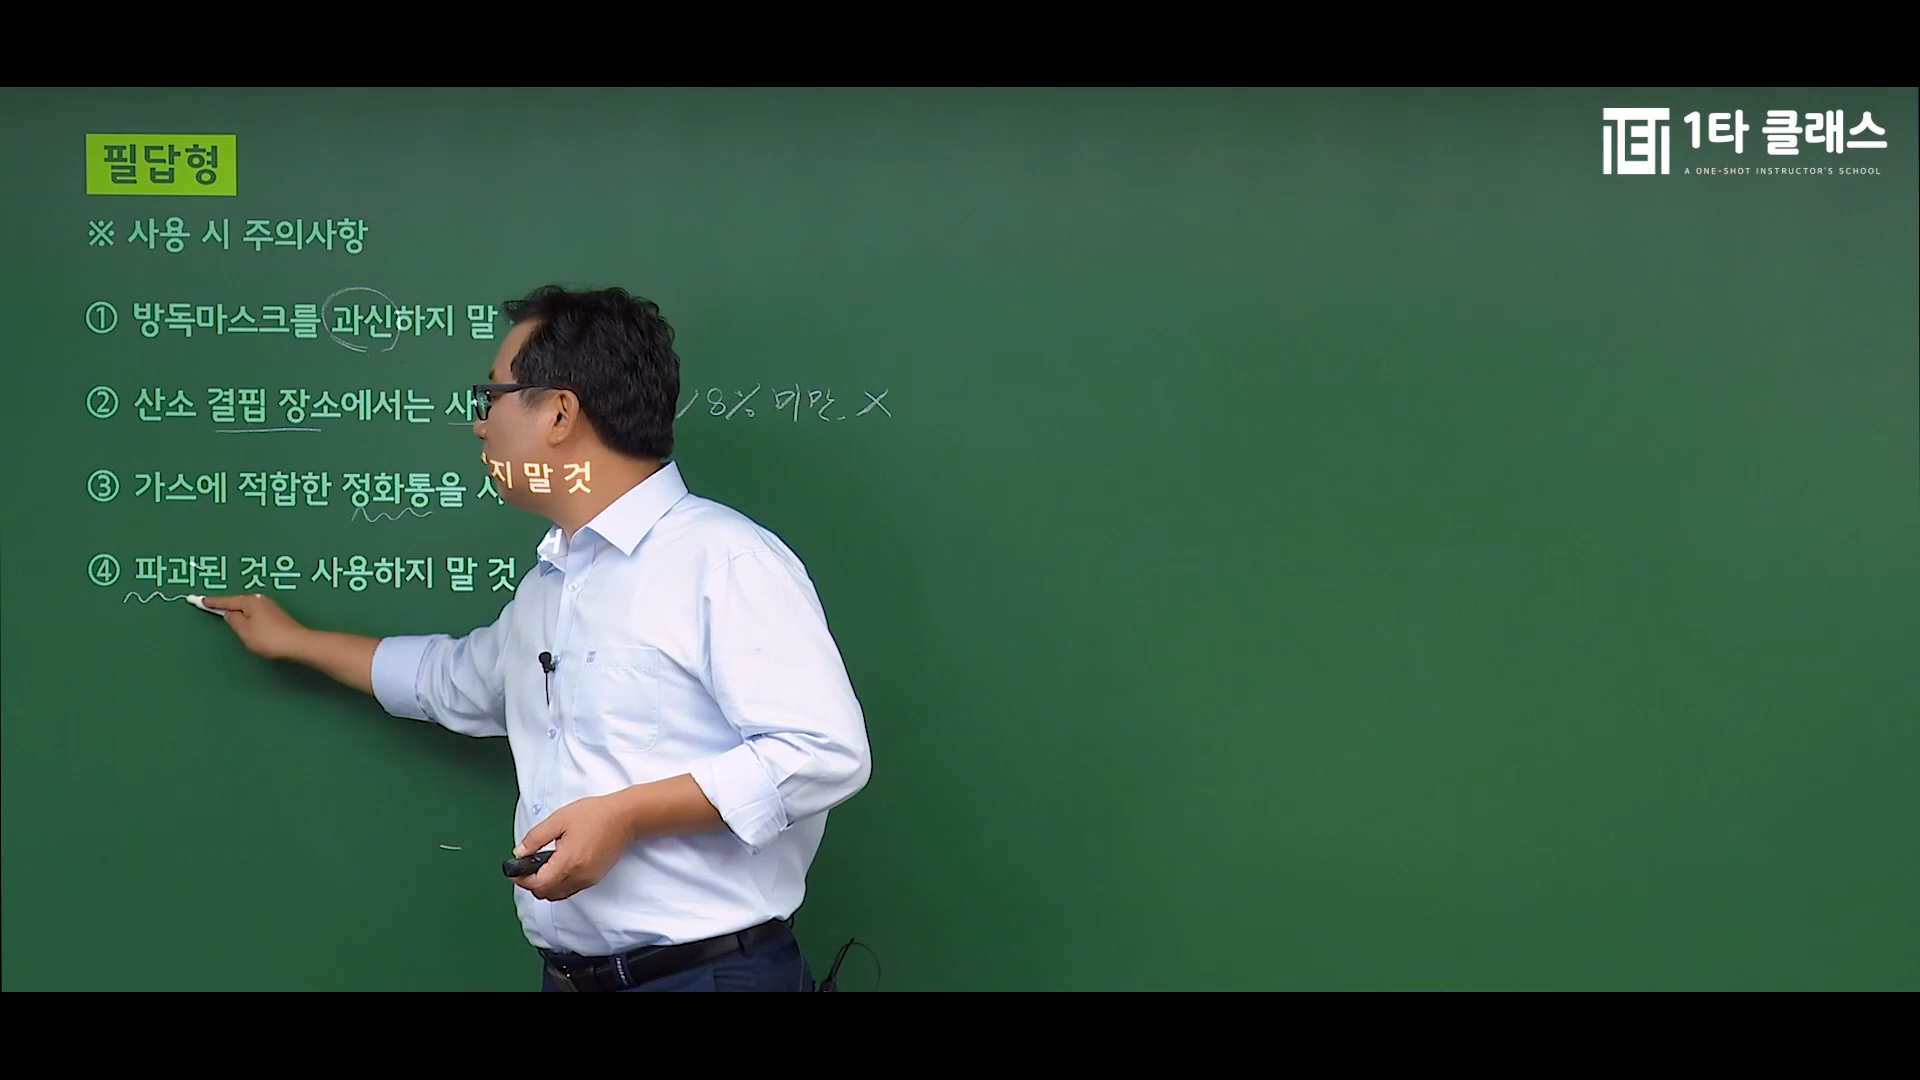 1타 클래스
A ONE-SHOT INSTRUCTOR'S SCHOOL
필답형
※ 사용 시 주의사항
① 방독마스크를 과신하지 말
② 산소 결핍 장소에서는 사 지 말 것 18% 미만 X
③ 가스에 적합한 정화통을 사
④ 파과된 것은 사용하지 말 것